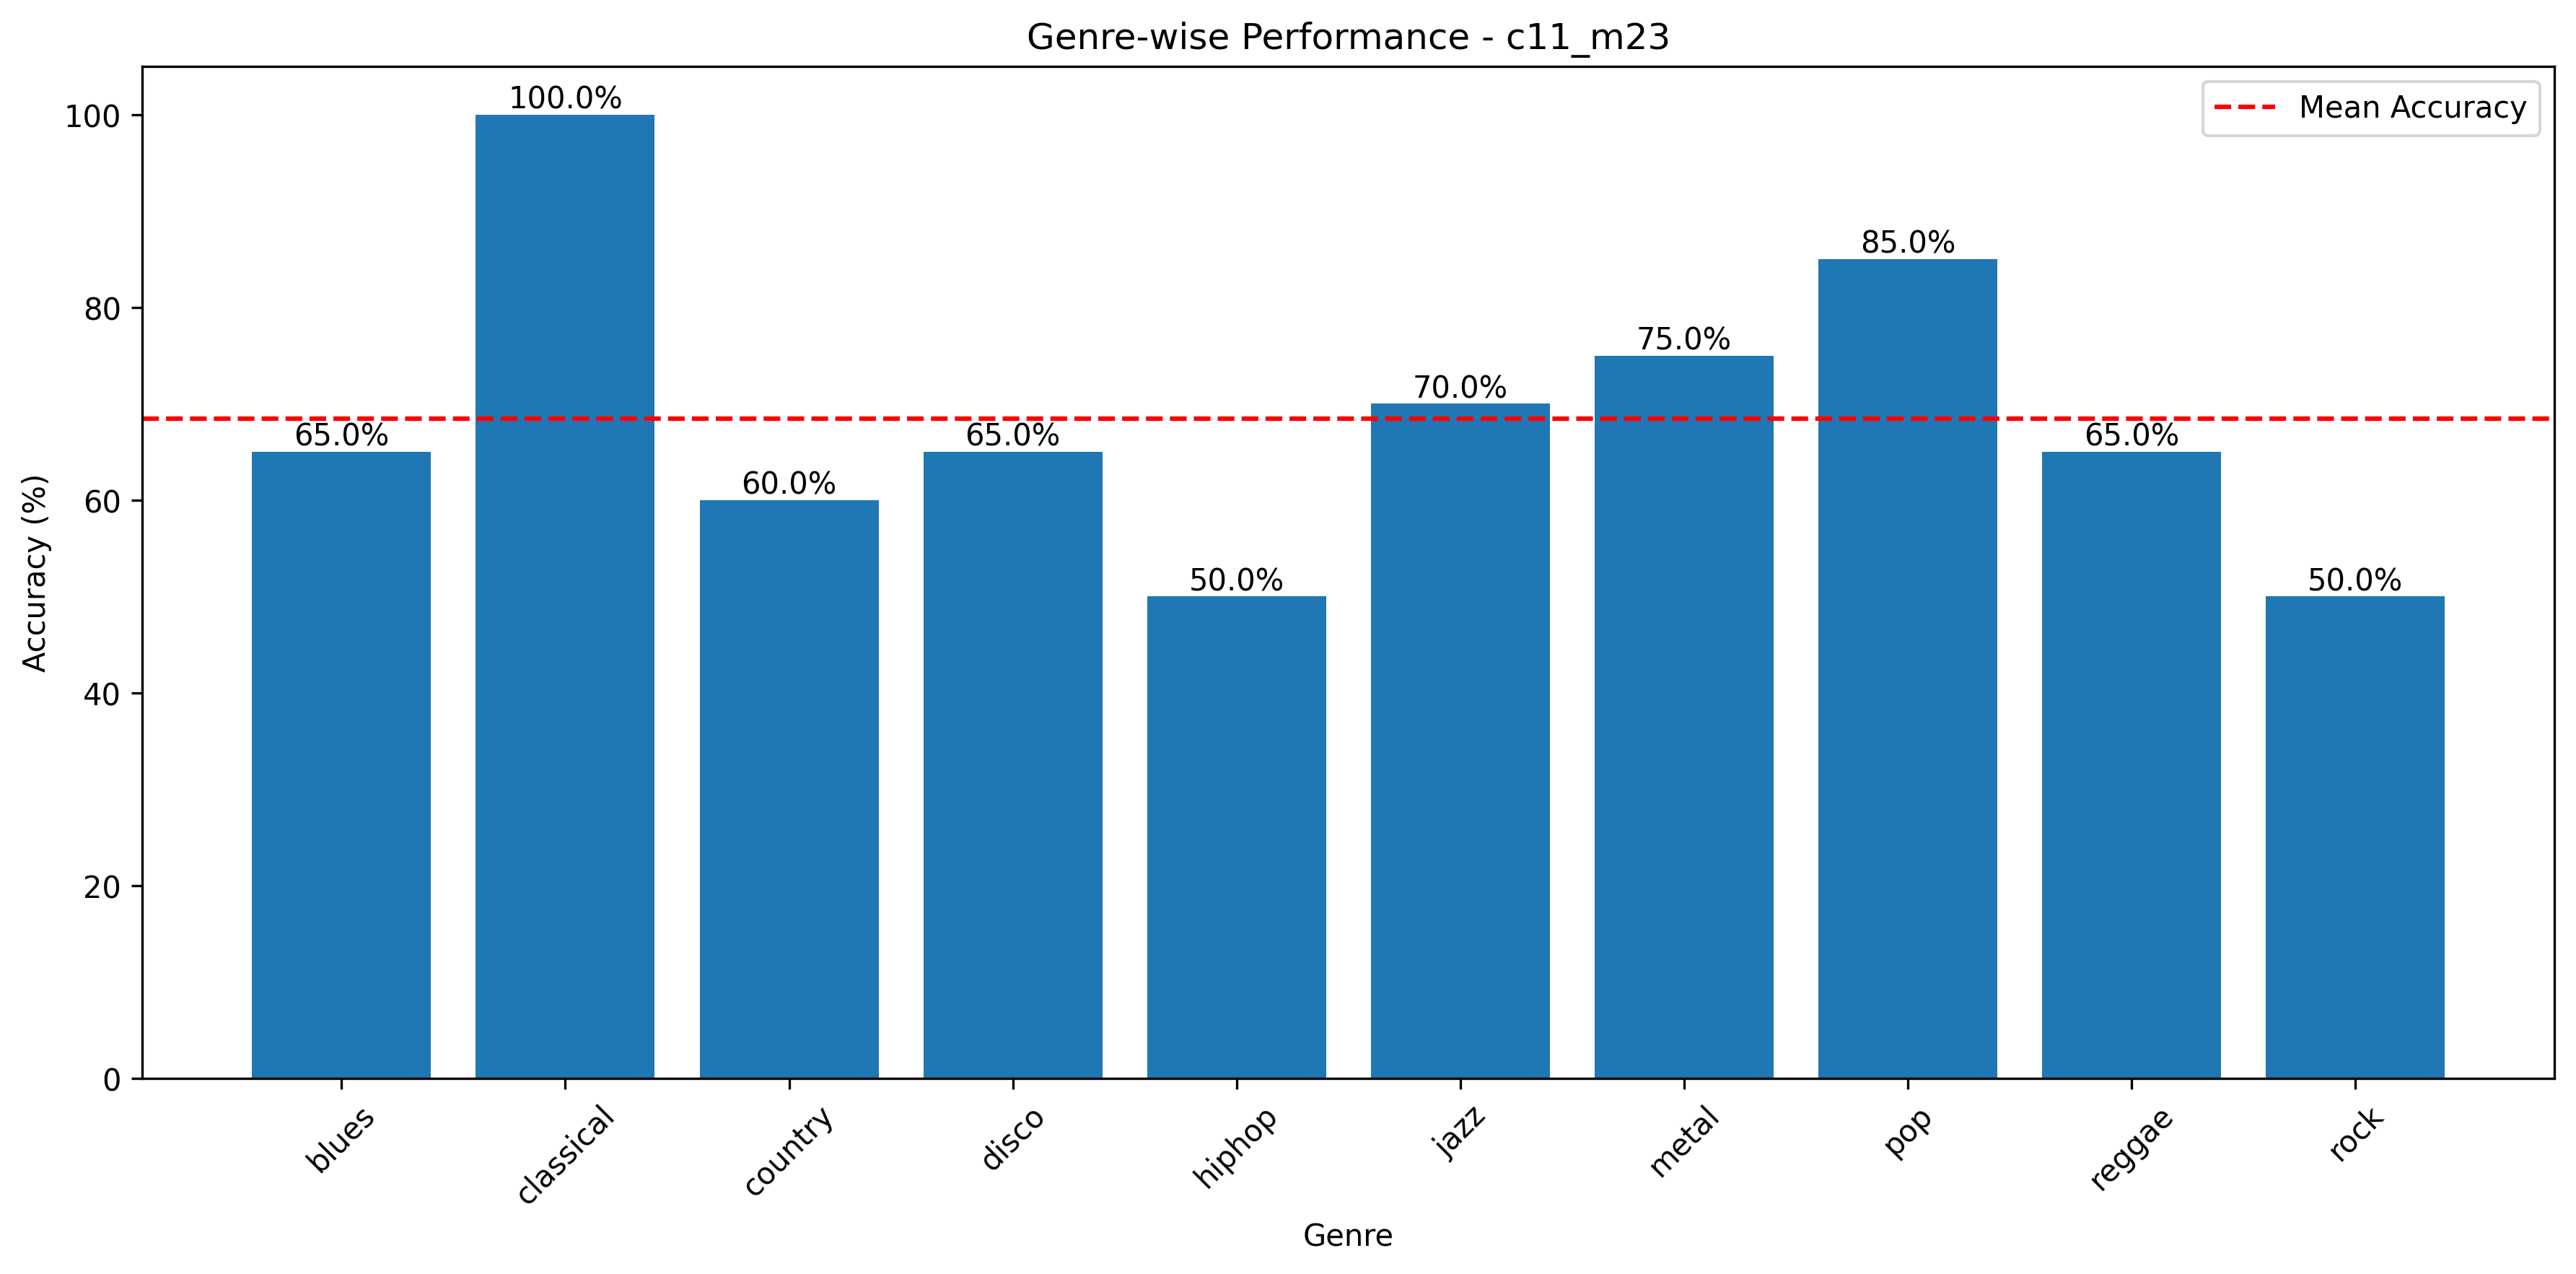 Genre-wise Performance - c11_m23
Mean Accuracy
Accuracy (%)
100
80
60
40
20
0
65.0%
100.0%
60.0%
65.0%
50.0%
70.0%
75.0%
85.0%
65.0%
50.0%
blues
classical
country
disco
hiphop
jazz
metal
pop
reggae
rock
Genre